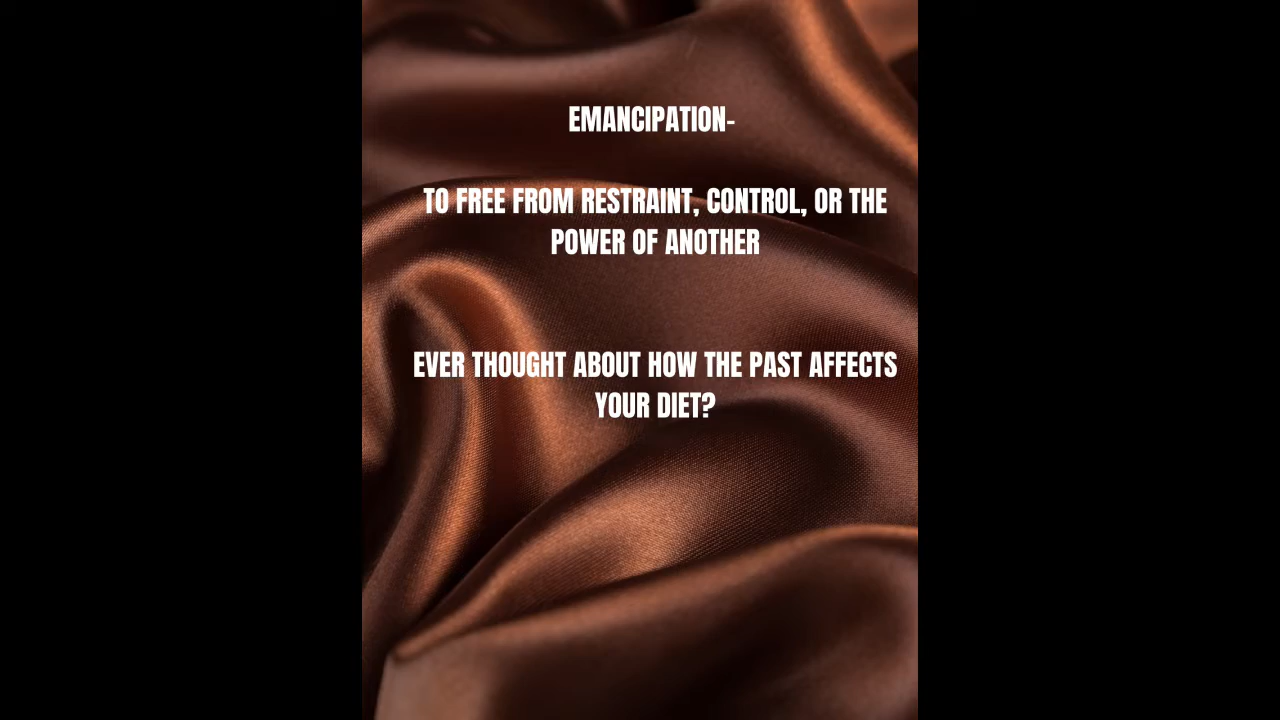 EMANCIPATION-
TO FREE FROM RESTRAINT, CONTROL, OR THE
POWER OF ANOTHER
EVER THOUGHT ABOUT HOW THE PAST AFFECTS
YOUR DIET?